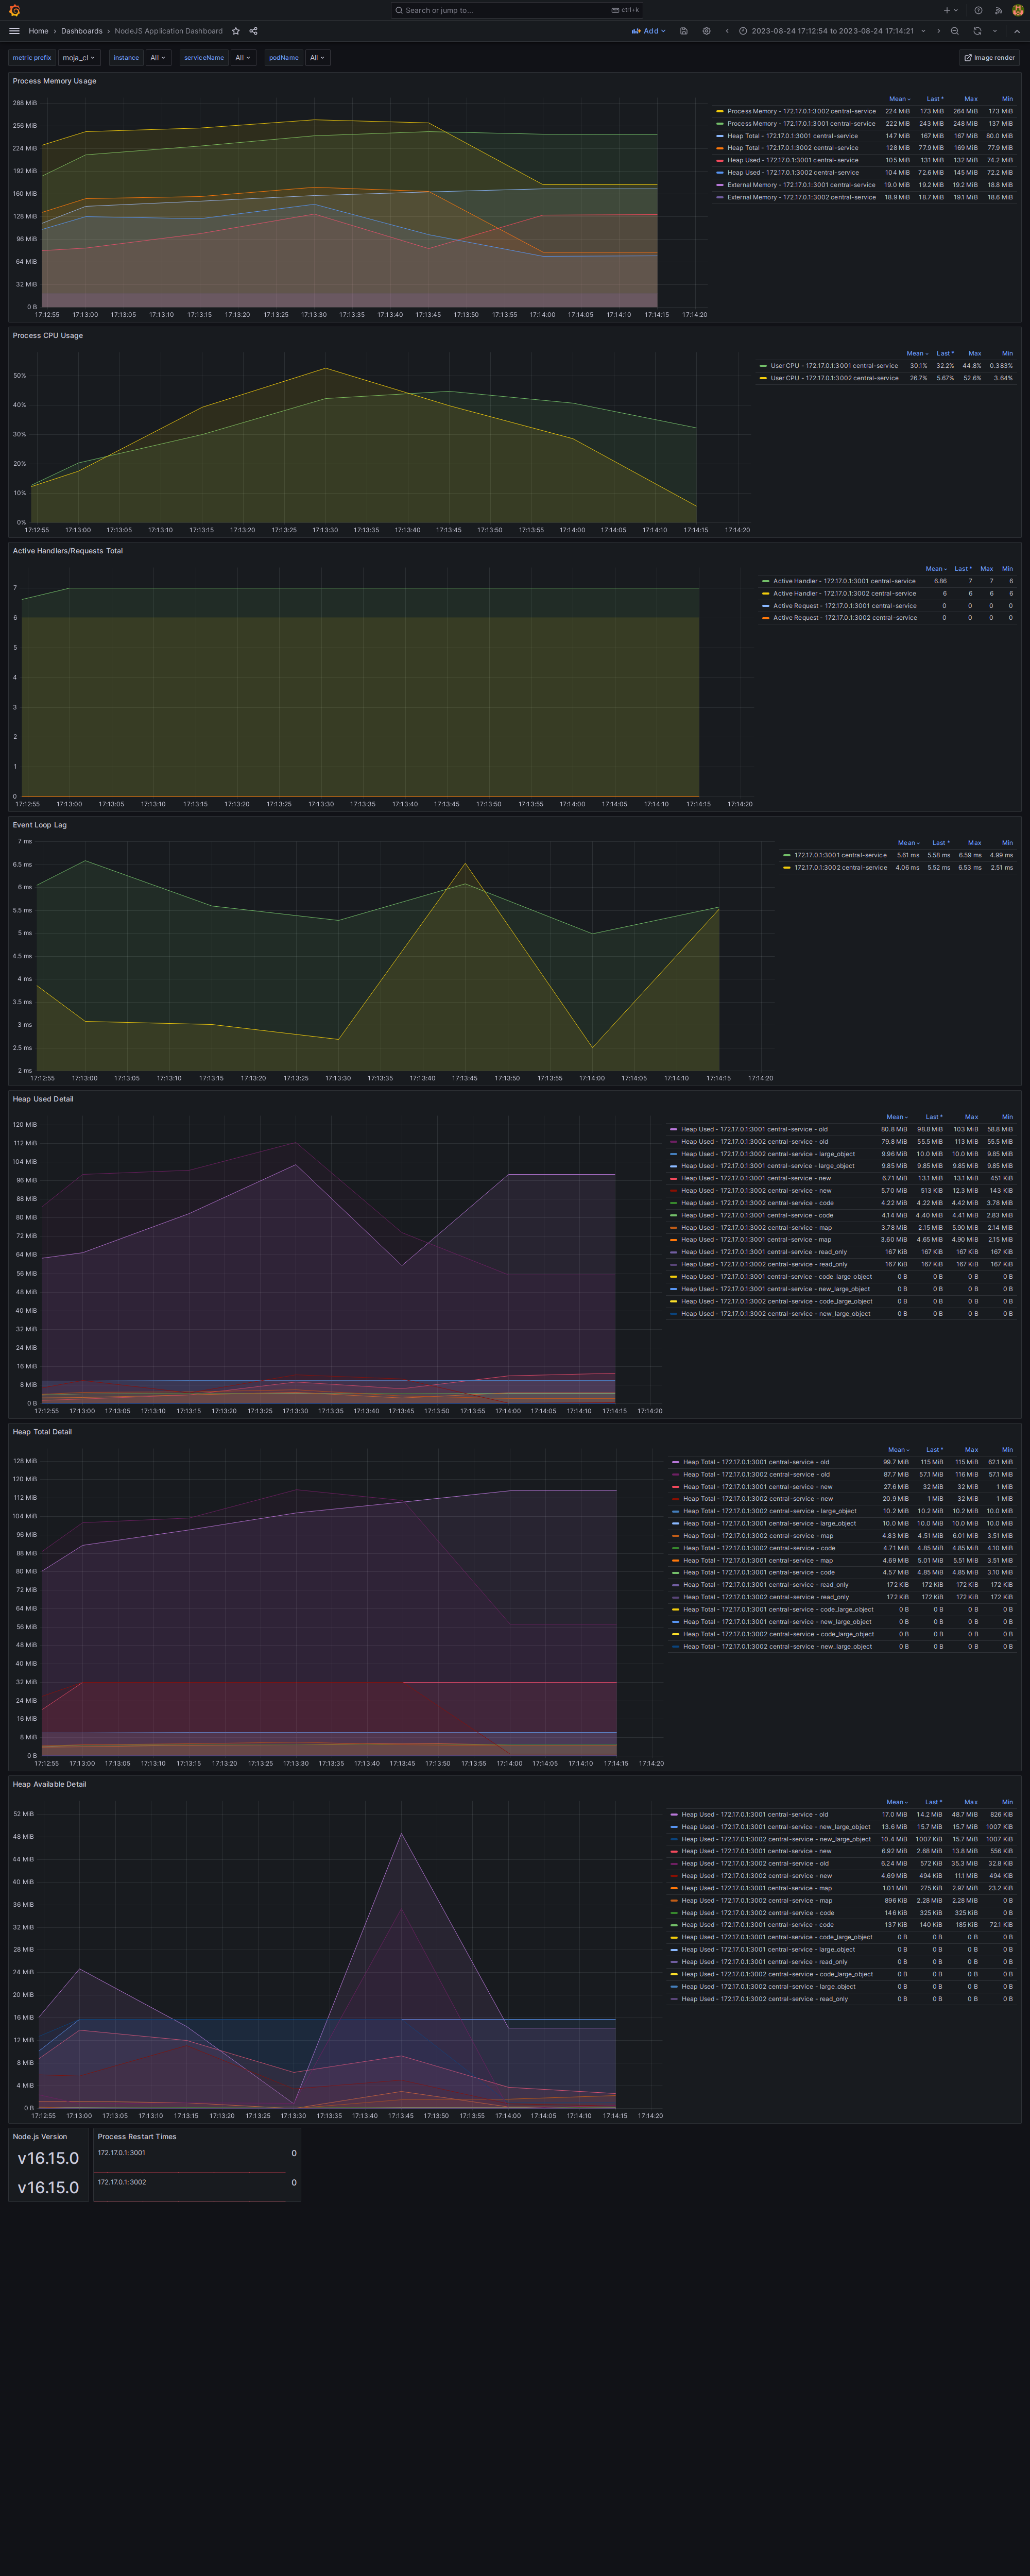 Search or jump to... ctrl+k
Home › Dashboards › NodeJS Application Dashboard Add 2023-08-24 17:12:54 to 2023-08-24 17:14:21
metric prefix moja_cl instance All serviceName All podName All Image render
Process Memory Usage
Mean Last * Max Min
Process Memory - 172.17.0.1:3002 central-service 224 MiB 173 MiB 264 MiB 173 MiB
Process Memory - 172.17.0.1:3001 central-service 222 MiB 243 MiB 248 MiB 137 MiB
Heap Total - 172.17.0.1:3001 central-service 147 MiB 167 MiB 167 MiB 80.0 MiB
Heap Total - 172.17.0.1:3002 central-service 128 MiB 77.9 MiB 169 MiB 77.9 MiB
Heap Used - 172.17.0.1:3001 central-service 105 MiB 131 MiB 132 MiB 74.2 MiB
Heap Used - 172.17.0.1:3002 central-service 104 MiB 72.6 MiB 145 MiB 72.2 MiB
External Memory - 172.17.0.1:3001 central-service 19.0 MiB 19.2 MiB 19.2 MiB 18.8 MiB
External Memory - 172.17.0.1:3002 central-service 18.9 MiB 18.7 MiB 19.1 MiB 18.6 MiB
288 MiB
256 MiB
224 MiB
192 MiB
160 MiB
128 MiB
96 MiB
64 MiB
32 MiB
0 B
17:12:55 17:13:00 17:13:05 17:13:10 17:13:15 17:13:20 17:13:25 17:13:30 17:13:35 17:13:40 17:13:45 17:13:50 17:13:55 17:14:00 17:14:05 17:14:10 17:14:15 17:14:20
Process CPU Usage
Mean Last * Max Min
User CPU - 172.17.0.1:3001 central-service 30.1% 32.2% 44.8% 0.383%
User CPU - 172.17.0.1:3002 central-service 26.7% 5.67% 52.6% 3.64%
50%
40%
30%
20%
10%
0%
17:12:55 17:13:00 17:13:05 17:13:10 17:13:15 17:13:20 17:13:25 17:13:30 17:13:35 17:13:40 17:13:45 17:13:50 17:13:55 17:14:00 17:14:05 17:14:10 17:14:15 17:14:20
Active Handlers/Requests Total
Mean Last * Max Min
Active Handler - 172.17.0.1:3001 central-service 6.86 7 7 6
Active Handler - 172.17.0.1:3002 central-service 6 6 6 6
Active Request - 172.17.0.1:3001 central-service 0 0 0 0
Active Request - 172.17.0.1:3002 central-service 0 0 0 0
7
6
5
4
3
2
1
0
17:12:55 17:13:00 17:13:05 17:13:10 17:13:15 17:13:20 17:13:25 17:13:30 17:13:35 17:13:40 17:13:45 17:13:50 17:13:55 17:14:00 17:14:05 17:14:10 17:14:15 17:14:20
Event Loop Lag
Mean Last * Max Min
172.17.0.1:3001 central-service 5.61 ms 5.58 ms 6.59 ms 4.99 ms
172.17.0.1:3002 central-service 4.06 ms 5.52 ms 6.53 ms 2.51 ms
7 ms
6.5 ms
6 ms
5.5 ms
5 ms
4.5 ms
4 ms
3.5 ms
3 ms
2.5 ms
2 ms
17:12:55 17:13:00 17:13:05 17:13:10 17:13:15 17:13:20 17:13:25 17:13:30 17:13:35 17:13:40 17:13:45 17:13:50 17:13:55 17:14:00 17:14:05 17:14:10 17:14:15 17:14:20
Heap Used Detail
Mean Last * Max Min
Heap Used - 172.17.0.1:3001 central-service - old 80.8 MiB 98.8 MiB 103 MiB 58.8 MiB
Heap Used - 172.17.0.1:3002 central-service - old 79.8 MiB 55.5 MiB 113 MiB 55.5 MiB
Heap Used - 172.17.0.1:3002 central-service - large_object 9.96 MiB 10.0 MiB 10.0 MiB 9.85 MiB
Heap Used - 172.17.0.1:3001 central-service - large_object 9.85 MiB 9.85 MiB 9.85 MiB 9.85 MiB
Heap Used - 172.17.0.1:3001 central-service - new 6.71 MiB 13.1 MiB 13.1 MiB 451 KiB
Heap Used - 172.17.0.1:3002 central-service - new 5.70 MiB 513 KiB 12.3 MiB 143 KiB
Heap Used - 172.17.0.1:3002 central-service - code 4.22 MiB 4.22 MiB 4.42 MiB 3.78 MiB
Heap Used - 172.17.0.1:3001 central-service - code 4.14 MiB 4.40 MiB 4.41 MiB 2.83 MiB
Heap Used - 172.17.0.1:3002 central-service - map 3.78 MiB 2.15 MiB 5.90 MiB 2.14 MiB
Heap Used - 172.17.0.1:3001 central-service - map 3.60 MiB 4.65 MiB 4.90 MiB 2.15 MiB
Heap Used - 172.17.0.1:3001 central-service - read_only 167 KiB 167 KiB 167 KiB 167 KiB
Heap Used - 172.17.0.1:3002 central-service - read_only 167 KiB 167 KiB 167 KiB 167 KiB
Heap Used - 172.17.0.1:3001 central-service - code_large_object 0 B 0 B 0 B 0 B
Heap Used - 172.17.0.1:3001 central-service - new_large_object 0 B 0 B 0 B 0 B
Heap Used - 172.17.0.1:3002 central-service - code_large_object 0 B 0 B 0 B 0 B
Heap Used - 172.17.0.1:3002 central-service - new_large_object 0 B 0 B 0 B 0 B
120 MiB
112 MiB
104 MiB
96 MiB
88 MiB
80 MiB
72 MiB
64 MiB
56 MiB
48 MiB
40 MiB
32 MiB
24 MiB
16 MiB
8 MiB
0 B
17:12:55 17:13:00 17:13:05 17:13:10 17:13:15 17:13:20 17:13:25 17:13:30 17:13:35 17:13:40 17:13:45 17:13:50 17:13:55 17:14:00 17:14:05 17:14:10 17:14:15 17:14:20
Heap Total Detail
Mean Last * Max Min
Heap Total - 172.17.0.1:3001 central-service - old 99.7 MiB 115 MiB 115 MiB 62.1 MiB
Heap Total - 172.17.0.1:3002 central-service - old 87.7 MiB 57.1 MiB 116 MiB 57.1 MiB
Heap Total - 172.17.0.1:3001 central-service - new 27.6 MiB 32 MiB 32 MiB 1 MiB
Heap Total - 172.17.0.1:3002 central-service - new 20.9 MiB 1 MiB 32 MiB 1 MiB
Heap Total - 172.17.0.1:3002 central-service - large_object 10.2 MiB 10.2 MiB 10.2 MiB 10.0 MiB
Heap Total - 172.17.0.1:3001 central-service - large_object 10.0 MiB 10.0 MiB 10.0 MiB 10.0 MiB
Heap Total - 172.17.0.1:3002 central-service - map 4.83 MiB 4.51 MiB 6.01 MiB 3.51 MiB
Heap Total - 172.17.0.1:3002 central-service - code 4.71 MiB 4.85 MiB 4.85 MiB 4.10 MiB
Heap Total - 172.17.0.1:3001 central-service - map 4.69 MiB 5.01 MiB 5.51 MiB 3.51 MiB
Heap Total - 172.17.0.1:3001 central-service - code 4.57 MiB 4.85 MiB 4.85 MiB 3.10 MiB
Heap Total - 172.17.0.1:3001 central-service - read_only 172 KiB 172 KiB 172 KiB 172 KiB
Heap Total - 172.17.0.1:3002 central-service - read_only 172 KiB 172 KiB 172 KiB 172 KiB
Heap Total - 172.17.0.1:3001 central-service - code_large_object 0 B 0 B 0 B 0 B
Heap Total - 172.17.0.1:3001 central-service - new_large_object 0 B 0 B 0 B 0 B
Heap Total - 172.17.0.1:3002 central-service - code_large_object 0 B 0 B 0 B 0 B
Heap Total - 172.17.0.1:3002 central-service - new_large_object 0 B 0 B 0 B 0 B
128 MiB
120 MiB
112 MiB
104 MiB
96 MiB
88 MiB
80 MiB
72 MiB
64 MiB
56 MiB
48 MiB
40 MiB
32 MiB
24 MiB
16 MiB
8 MiB
0 B
17:12:55 17:13:00 17:13:05 17:13:10 17:13:15 17:13:20 17:13:25 17:13:30 17:13:35 17:13:40 17:13:45 17:13:50 17:13:55 17:14:00 17:14:05 17:14:10 17:14:15 17:14:20
Heap Available Detail
Mean Last * Max Min
Heap Used - 172.17.0.1:3001 central-service - old 17.0 MiB 14.2 MiB 48.7 MiB 826 KiB
Heap Used - 172.17.0.1:3001 central-service - new_large_object 13.6 MiB 15.7 MiB 15.7 MiB 1007 KiB
Heap Used - 172.17.0.1:3002 central-service - new_large_object 10.4 MiB 1007 KiB 15.7 MiB 1007 KiB
Heap Used - 172.17.0.1:3001 central-service - new 6.92 MiB 2.68 MiB 13.8 MiB 556 KiB
Heap Used - 172.17.0.1:3002 central-service - old 6.24 MiB 572 KiB 35.3 MiB 32.8 KiB
Heap Used - 172.17.0.1:3002 central-service - new 4.69 MiB 494 KiB 11.1 MiB 494 KiB
Heap Used - 172.17.0.1:3001 central-service - map 1.01 MiB 275 KiB 2.97 MiB 23.2 KiB
Heap Used - 172.17.0.1:3002 central-service - map 896 KiB 2.28 MiB 2.28 MiB 0 B
Heap Used - 172.17.0.1:3002 central-service - code 146 KiB 325 KiB 325 KiB 0 B
Heap Used - 172.17.0.1:3001 central-service - code 137 KiB 140 KiB 185 KiB 72.1 KiB
Heap Used - 172.17.0.1:3001 central-service - code_large_object 0 B 0 B 0 B 0 B
Heap Used - 172.17.0.1:3001 central-service - large_object 0 B 0 B 0 B 0 B
Heap Used - 172.17.0.1:3001 central-service - read_only 0 B 0 B 0 B 0 B
Heap Used - 172.17.0.1:3002 central-service - code_large_object 0 B 0 B 0 B 0 B
Heap Used - 172.17.0.1:3002 central-service - large_object 0 B 0 B 0 B 0 B
Heap Used - 172.17.0.1:3002 central-service - read_only 0 B 0 B 0 B 0 B
52 MiB
48 MiB
44 MiB
40 MiB
36 MiB
32 MiB
28 MiB
24 MiB
20 MiB
16 MiB
12 MiB
8 MiB
4 MiB
0 B
17:12:55 17:13:00 17:13:05 17:13:10 17:13:15 17:13:20 17:13:25 17:13:30 17:13:35 17:13:40 17:13:45 17:13:50 17:13:55 17:14:00 17:14:05 17:14:10 17:14:15 17:14:20
Node.js Version
v16.15.0
v16.15.0
Process Restart Times
172.17.0.1:3001 0
172.17.0.1:3002 0